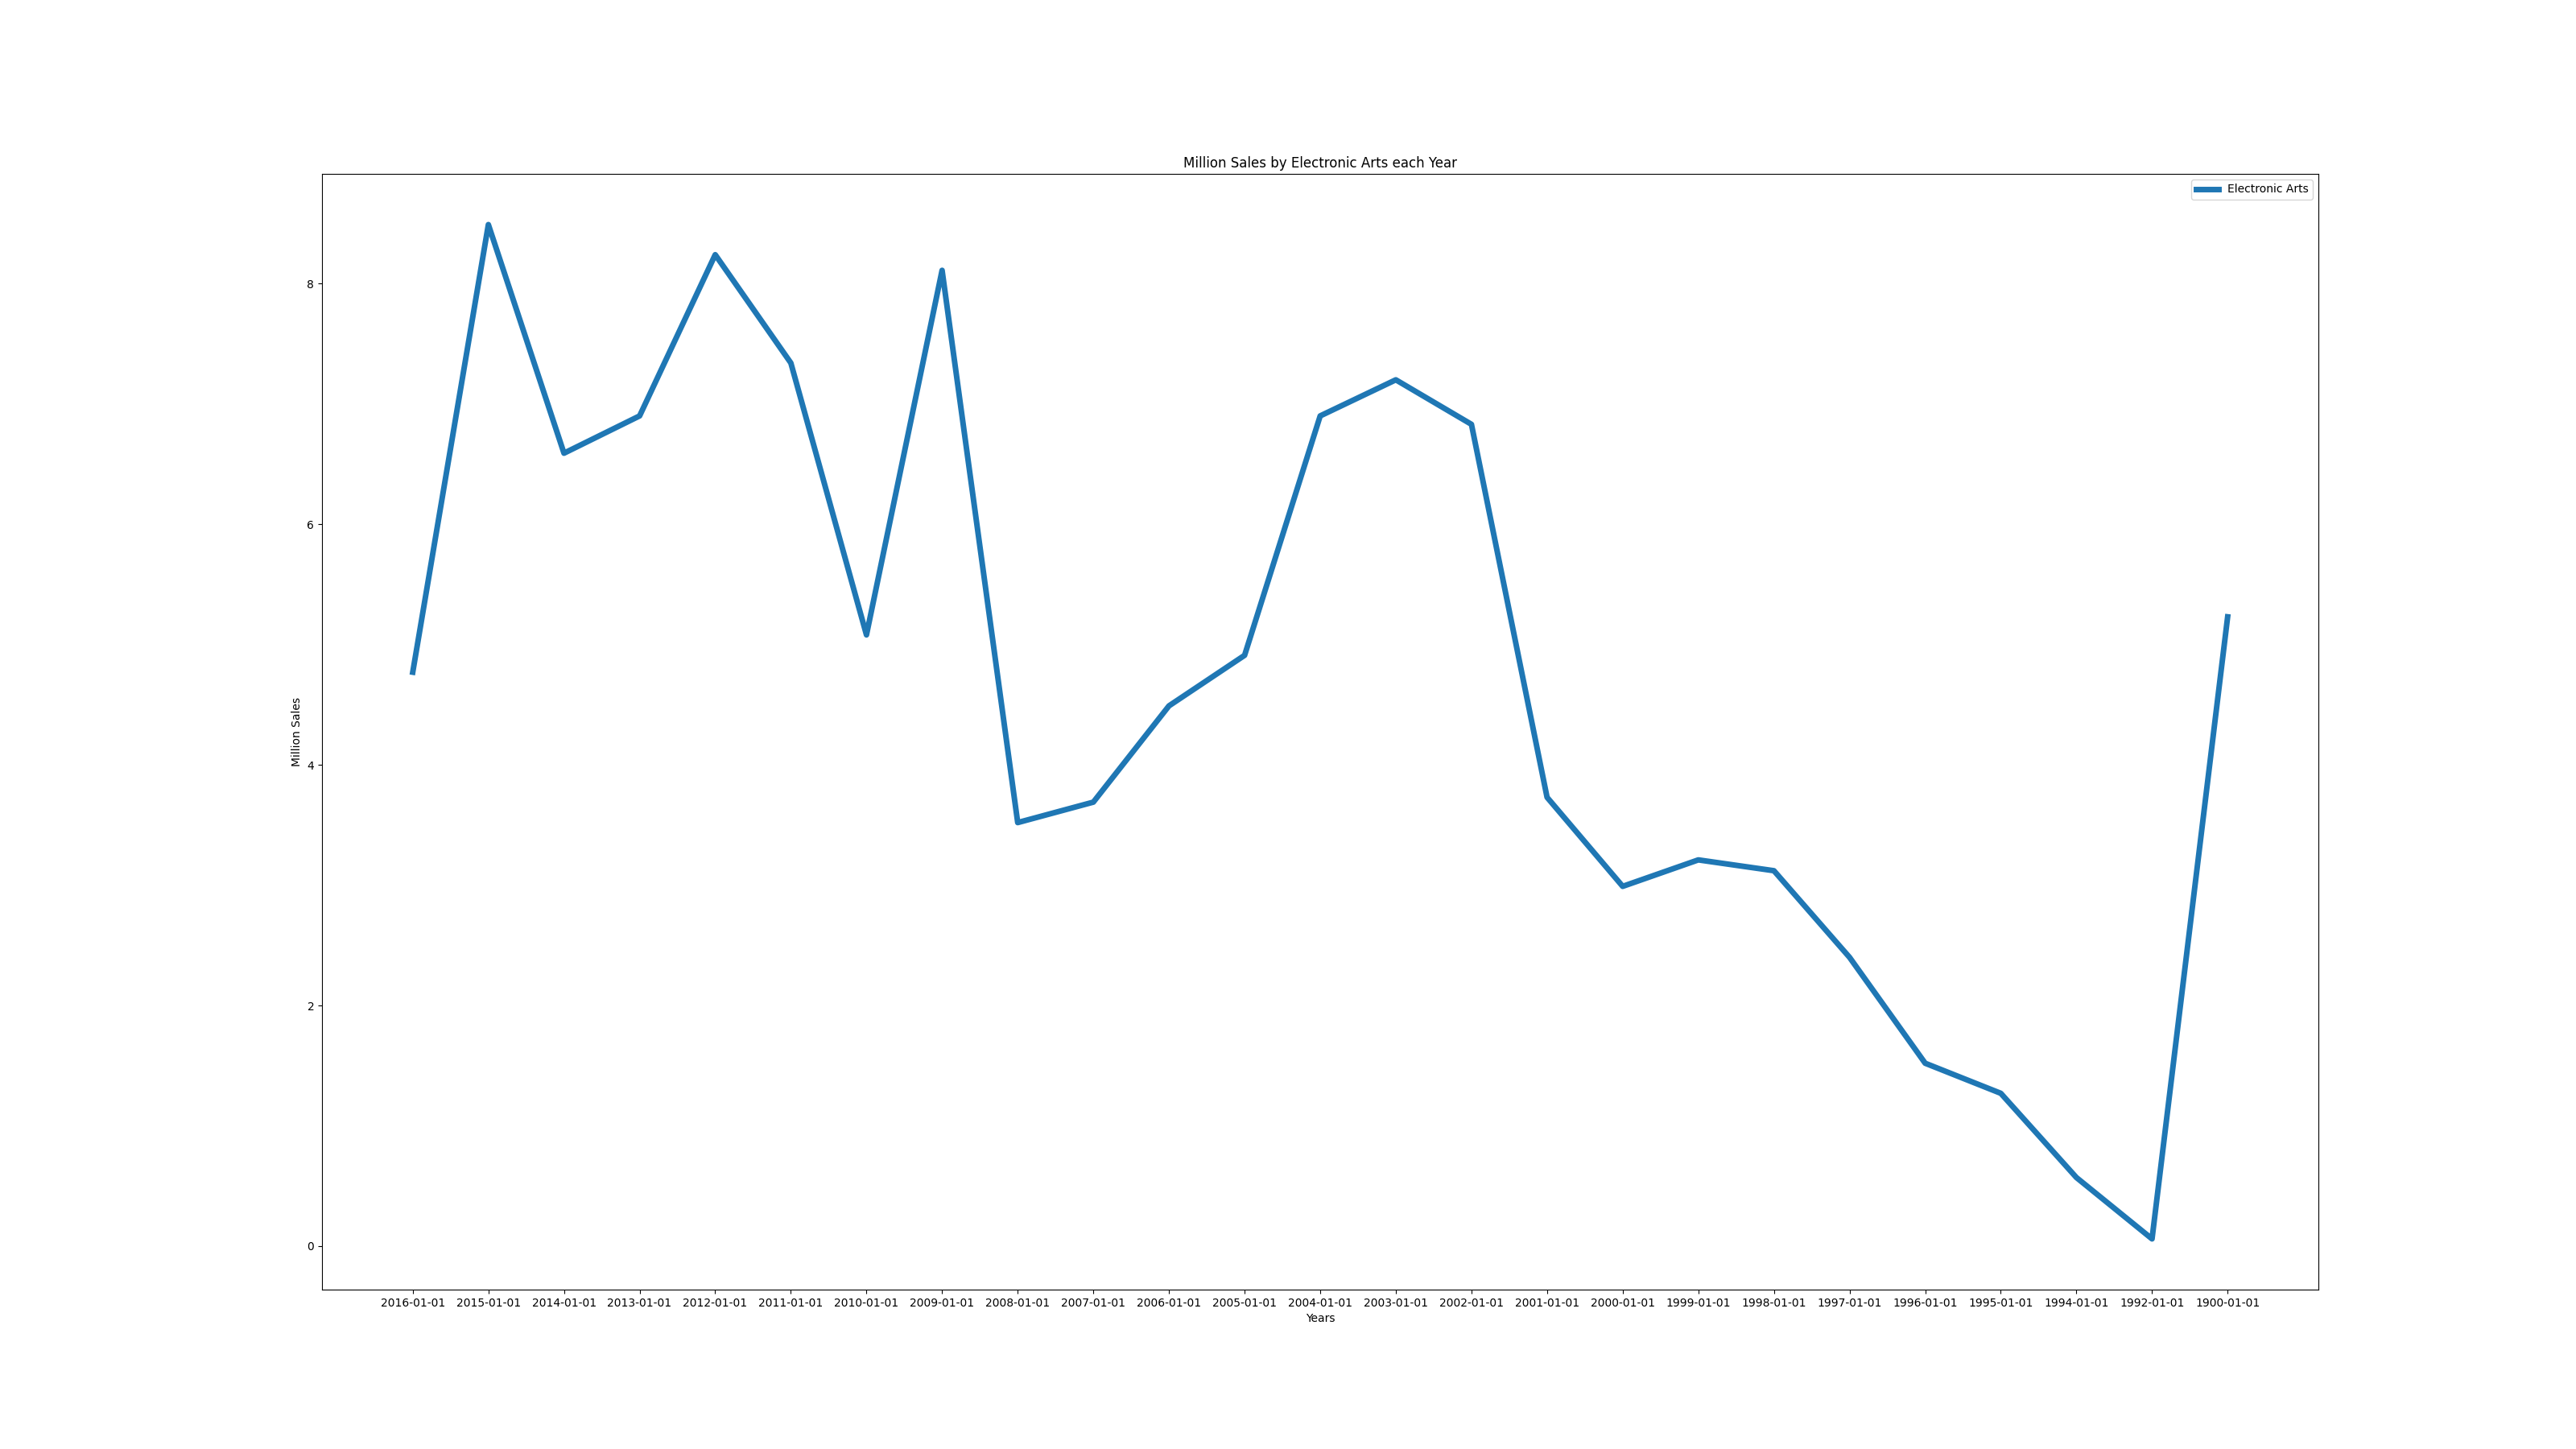 Million Sales by Electronic Arts each Year
Electronic Arts
Million Sales
8
6
4
2
0
2016-01-01 2015-01-01 2014-01-01 2013-01-01 2012-01-01 2011-01-01 2010-01-01 2009-01-01 2008-01-01 2007-01-01 2006-01-01 2005-01-01 2004-01-01 2003-01-01 2002-01-01 2001-01-01 2000-01-01 1999-01-01 1998-01-01 1997-01-01 1996-01-01 1995-01-01 1994-01-01 1992-01-01 1900-01-01
Years